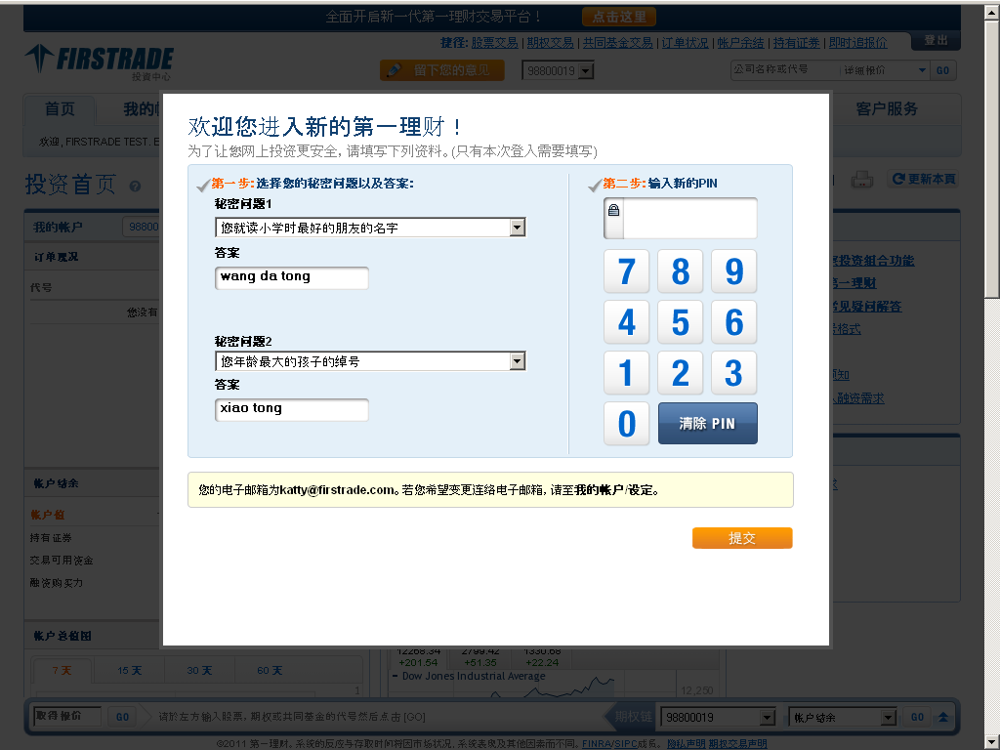 全面开启新一代第一理财交易平台！ 点击这里
捷径: 股票交易 | 期权交易 | 共同基金交易 | 订单状况 | 帐户余结 | 持有证券 | 即时追报价 登出
FIRSTRADE
投资中心
留下您的意见 98800019 公司名称或代号 详细报价 GO
首页 我的帐 客户服务
欢迎, FIRSTRADE TEST. E
欢迎您进入新的第一理财！
为了让您网上投资更安全, 请填写下列资料。(只有本次登入需要填写)
投资首页 更新本頁
第一步: 选择您的秘密问题以及答案:
秘密问题1
您就读小学时最好的朋友的名字
答案
wang da tong
秘密问题2
您年龄最大的孩子的绰号
答案
xiao tong
第二步: 输入新的PIN
7 8 9
4 5 6
1 2 3
0 清除 PIN
您的电子邮箱为katty@firstrade.com。若您希望变更连络电子邮箱, 请至我的帐户/设定。
提交
我的帐户 98800
订单现况
代号
您没有
投资组合功能
第一理财
常见疑问解答
格式
须知
融资需求
帐户结余
帐户值
持有证券
交易可用资金
融资购买力
帐户总值图
7 天 15 天 30 天 60 天
12268.34 2799.42 1330.68
+201.54 +51.35 +22.24
Dow Jones Industrial Average
12,250
取得报价 GO 请於左方输入股票, 期权或共同基金的代号然后点击 [GO] 期权链 98800019 帐户结余 GO
©2011 第一理财. 系统的反应与存取时间将因市场状况, 系统表现及其他因素而不同。 FINRA/SIPC成员。 隐私声明 期权交易声明